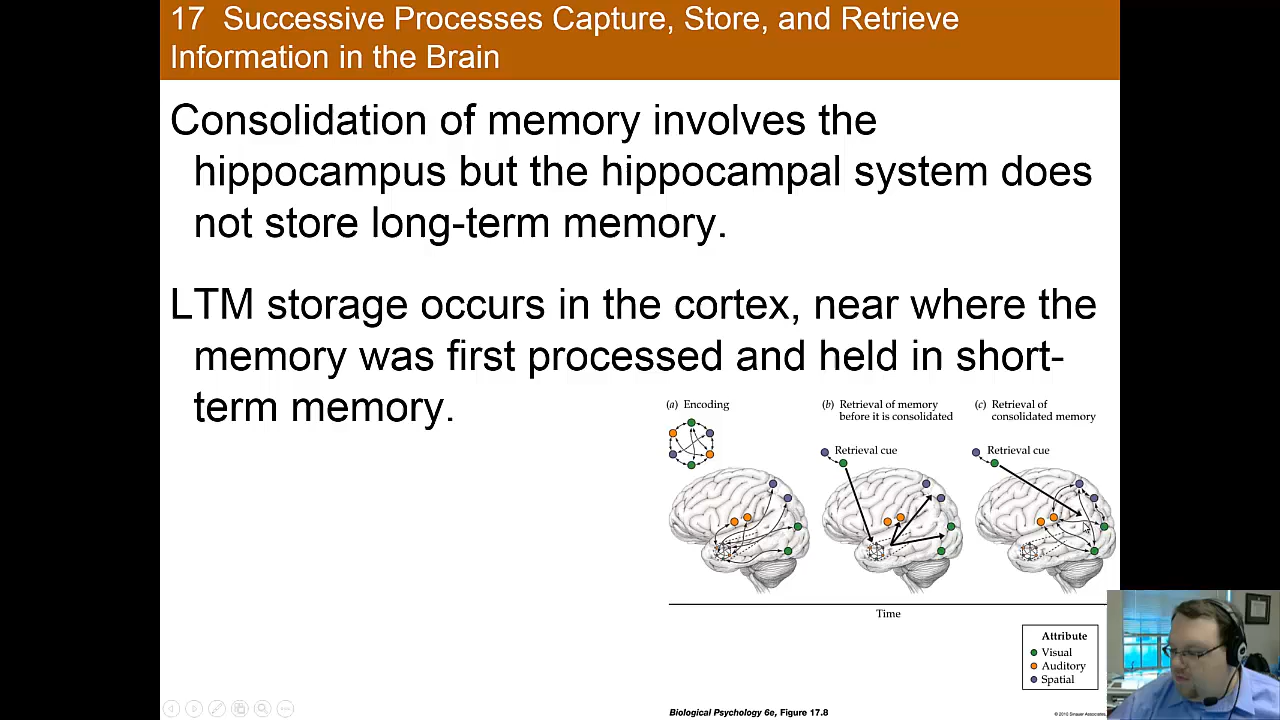 17 Successive Processes Capture, Store, and Retrieve
Information in the Brain
Consolidation of memory involves the
hippocampus but the hippocampal system does
not store long-term memory.
LTM storage occurs in the cortex, near where the
memory was first processed and held in short-
term memory.
(a) Encoding
(b) Retrieval of memory
before it is consolidated
(c) Retrieval of
consolidated memory
Retrieval cue
Retrieval cue
Time
Attribute
Visual
Auditory
Spatial
Biological Psychology 6e, Figure 17.8
© 2010 Sinauer Associates,